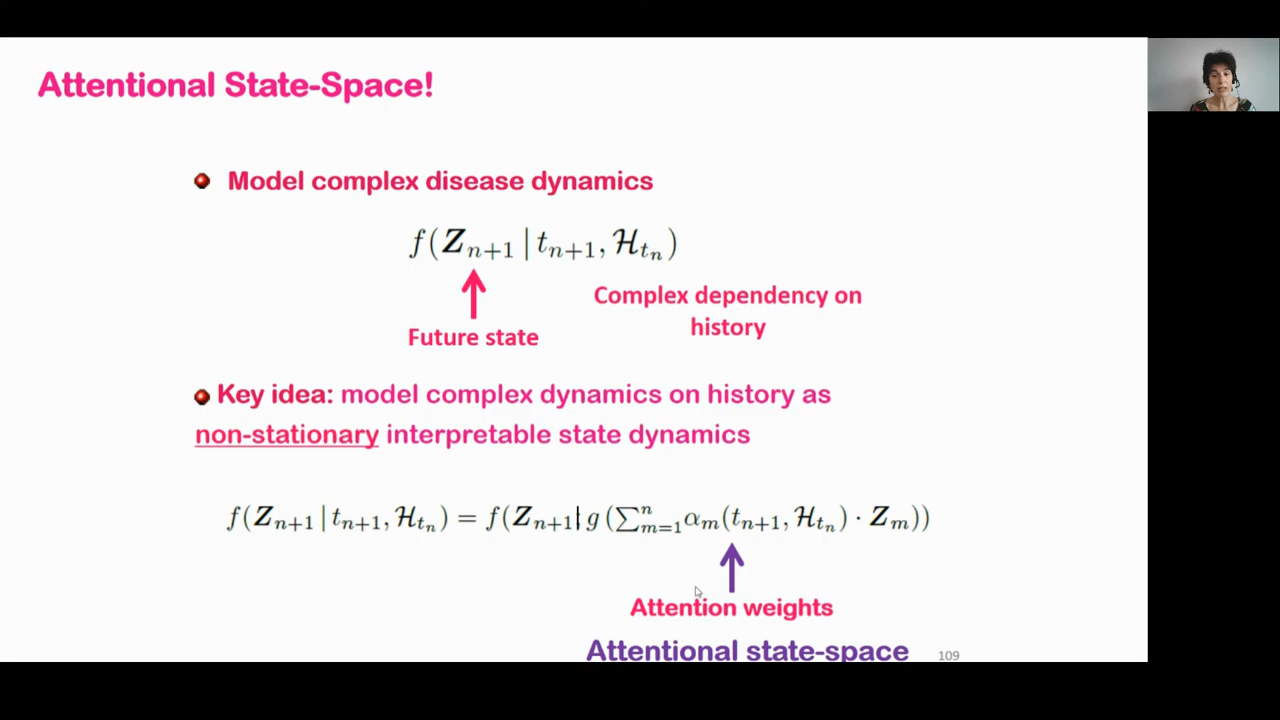 Attentional State-Space!
Model complex disease dynamics
f(Z_{n+1} | t_{n+1}, ℋ_{t_n})
Complex dependency on
history
Future state
Key idea: model complex dynamics on history as
non-stationary interpretable state dynamics
f(Z_{n+1} | t_{n+1}, ℋ_{t_n}) = f(Z_{n+1}| g (∑_{m=1}^{n} α_m(t_{n+1}, ℋ_{t_n}) · Z_m))
Attention weights
Attentional state-space
109